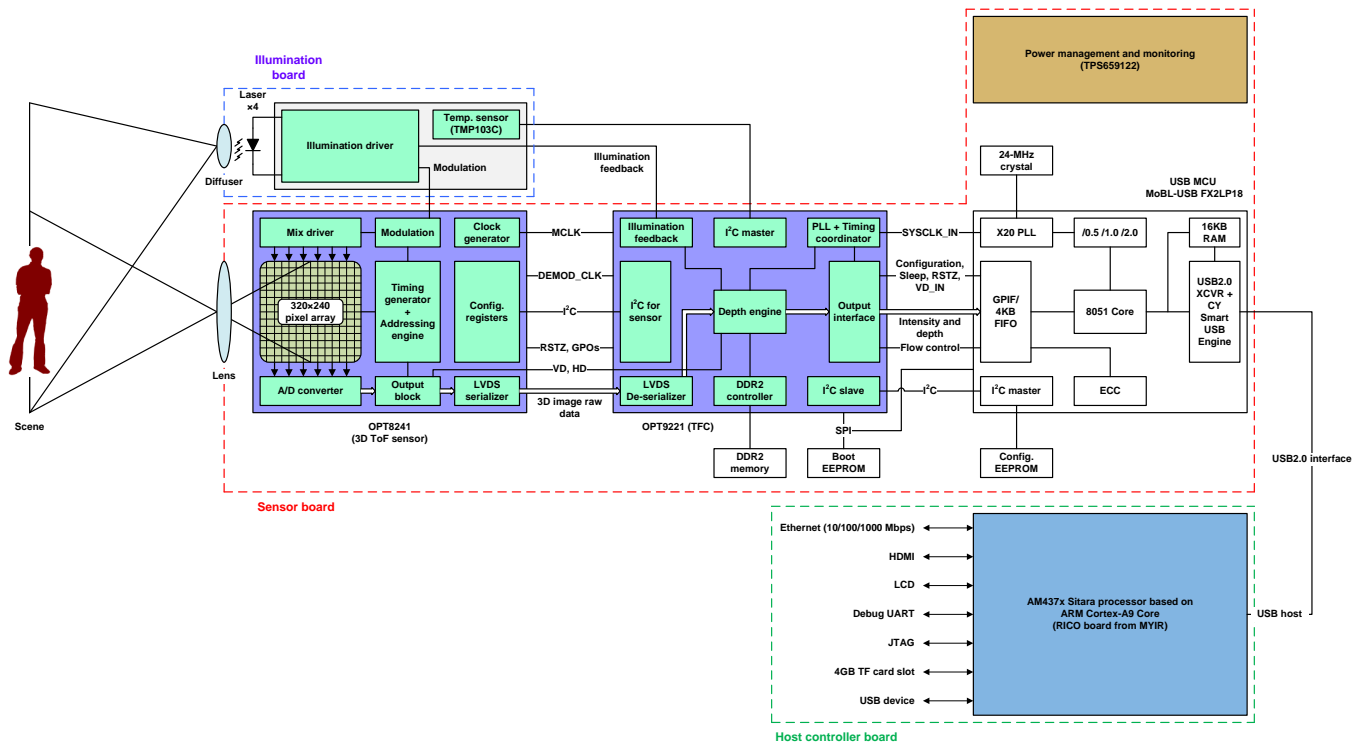 Power management and monitoring
(TPS659122)
Illumination
board
Laser
×4
Temp. sensor
(TMP103C)
Illumination driver
Modulation
Diffuser
Illumination
feedback
24-MHz
crystal
USB MCU
MoBL-USB FX2LP18
Mix driver
Modulation
Clock
generator
MCLK
Illumination
feedback
I2C master
PLL + Timing
coordinator
SYSCLK_IN
X20 PLL
/0.5 /1.0 /2.0
16KB
RAM
320×240
pixel array
Timing
generator
+
Addressing
engine
Config.
registers
DEMOD_CLK
I2C
RSTZ, GPOs
I2C for
sensor
Depth engine
Output
interface
Configuration,
Sleep, RSTZ,
VD_IN
Intensity and
depth
Flow control
GPIF/
4KB
FIFO
8051 Core
USB2.0
XCVR +
CY
Smart
USB
Engine
VD, HD
Lens
A/D converter
Output
block
LVDS
serializer
3D image raw
data
LVDS
De-serializer
DDR2
controller
I2C slave
I2C
I2C master
ECC
Scene
OPT8241
(3D ToF sensor)
OPT9221 (TFC)
SPI
DDR2
memory
Boot
EEPROM
Config.
EEPROM
USB2.0 interface
Sensor board
Ethernet (10/100/1000 Mbps)
HDMI
LCD
Debug UART
JTAG
4GB TF card slot
USB device
AM437x Sitara processor based on
ARM Cortex-A9 Core
(RICO board from MYIR)
USB host
Host controller board